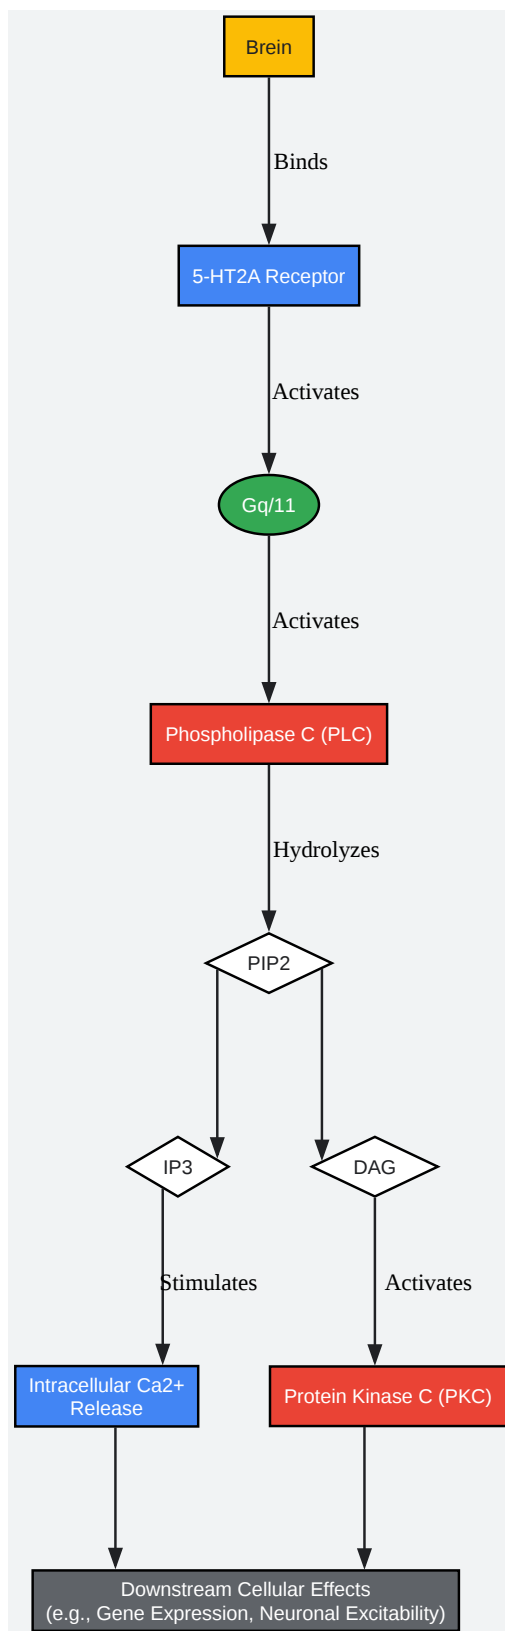 Brein
Binds
5-HT2A Receptor
Activates
Gq/11
Activates
Phospholipase C (PLC)
Hydrolyzes
PIP2
IP3
DAG
Stimulates
Activates
Intracellular Ca2+
Release
Protein Kinase C (PKC)
Downstream Cellular Effects
(e.g., Gene Expression, Neuronal Excitability)